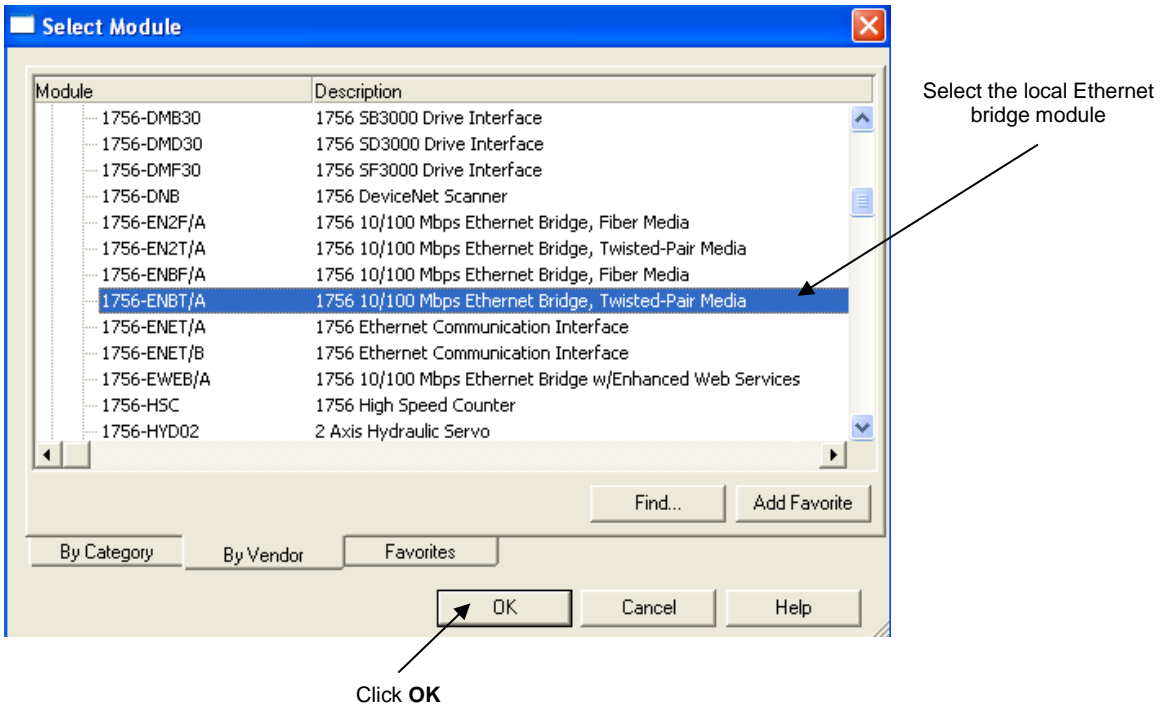 Select Module
Module Description
1756-DMB30 1756 SB3000 Drive Interface
1756-DMD30 1756 SD3000 Drive Interface
1756-DMF30 1756 SF3000 Drive Interface
1756-DNB 1756 DeviceNet Scanner
1756-EN2F/A 1756 10/100 Mbps Ethernet Bridge, Fiber Media
1756-EN2T/A 1756 10/100 Mbps Ethernet Bridge, Twisted-Pair Media
1756-ENBF/A 1756 10/100 Mbps Ethernet Bridge, Fiber Media
1756-ENBT/A 1756 10/100 Mbps Ethernet Bridge, Twisted-Pair Media
1756-ENET/A 1756 Ethernet Communication Interface
1756-ENET/B 1756 Ethernet Communication Interface
1756-EWEB/A 1756 10/100 Mbps Ethernet Bridge w/Enhanced Web Services
1756-HSC 1756 High Speed Counter
1756-HYD02 2 Axis Hydraulic Servo
Find... Add Favorite
By Category By Vendor Favorites
OK Cancel Help
Select the local Ethernet
bridge module
Click OK